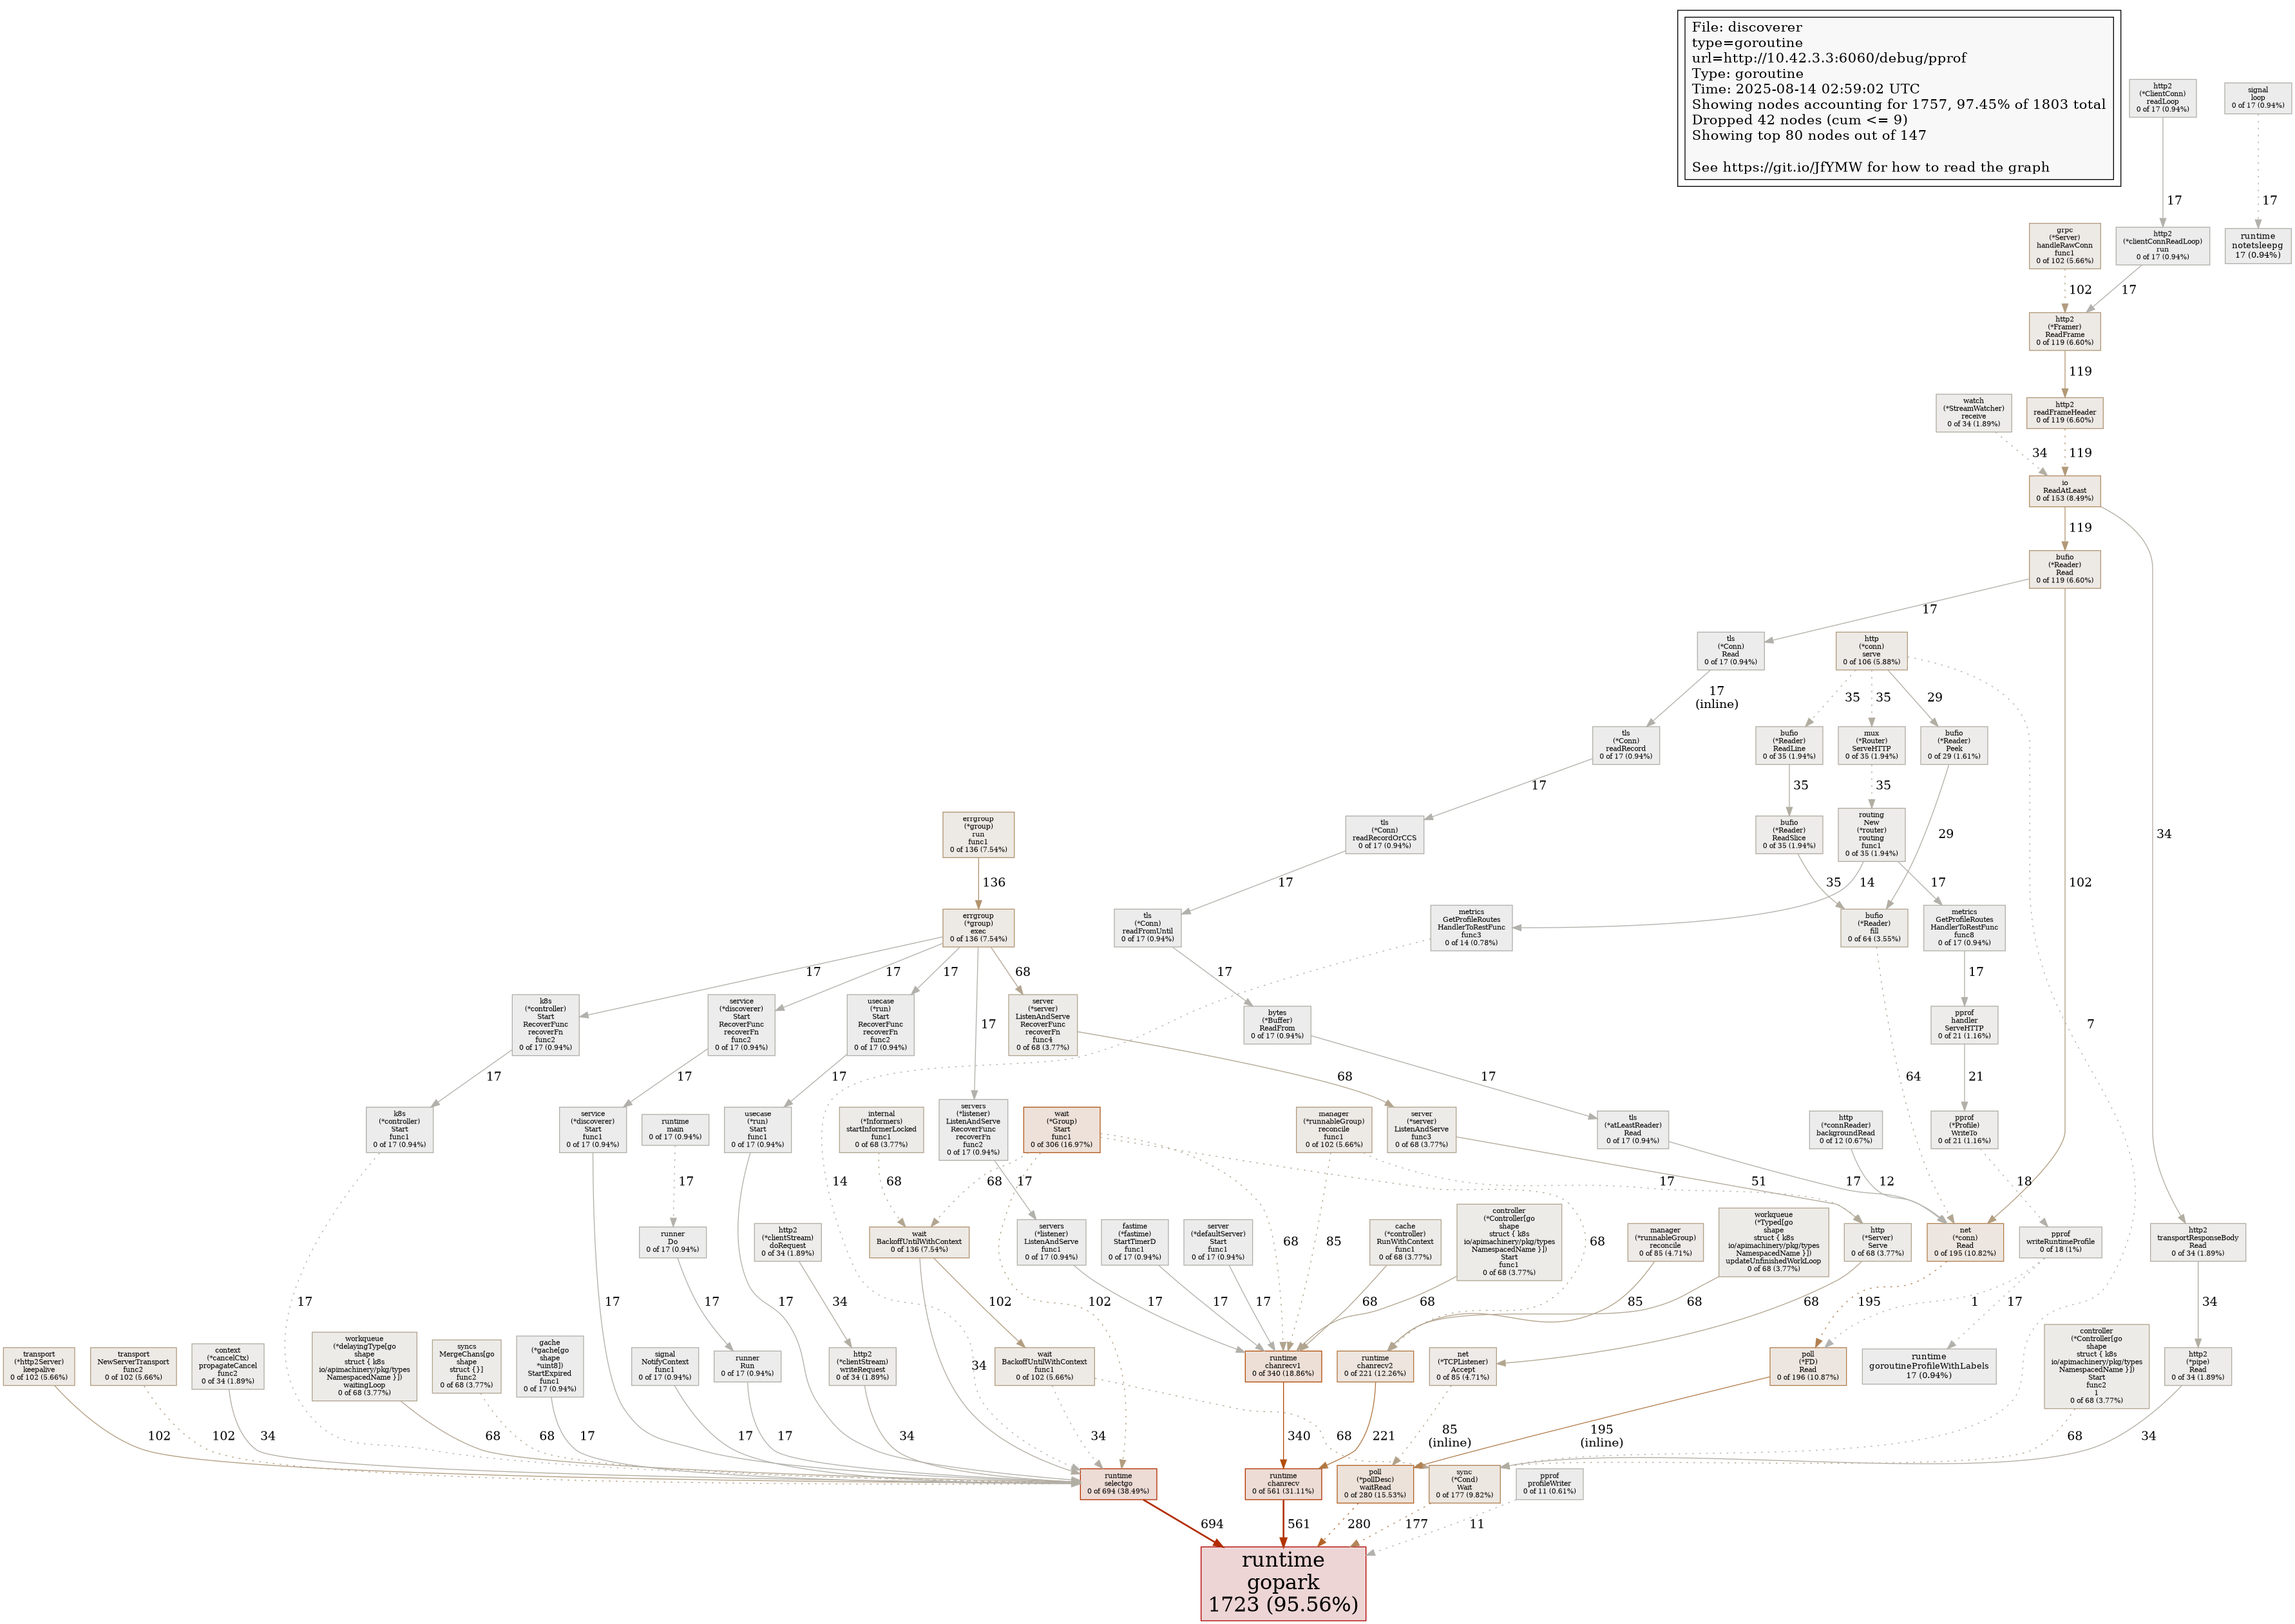 File: discoverer
type=goroutine
url=http://10.42.3.3:6060/debug/pprof
Type: goroutine
Time: 2025-08-14 02:59:02 UTC
Showing nodes accounting for 1757, 97.45% of 1803 total
Dropped 42 nodes (cum <= 9)
Showing top 80 nodes out of 147
See https://git.io/JfYMW for how to read the graph
http2
(*ClientConn)
readLoop
0 of 17 (0.94%)
signal
loop
0 of 17 (0.94%)
17
17
grpc
(*Server)
handleRawConn
func1
0 of 102 (5.66%)
http2
(*clientConnReadLoop)
run
0 of 17 (0.94%)
runtime
notetsleepg
17 (0.94%)
102
17
http2
(*Framer)
ReadFrame
0 of 119 (6.60%)
119
watch
(*StreamWatcher)
receive
0 of 34 (1.89%)
http2
readFrameHeader
0 of 119 (6.60%)
34
119
io
ReadAtLeast
0 of 153 (8.49%)
119
bufio
(*Reader)
Read
0 of 119 (6.60%)
17
tls
(*Conn)
Read
0 of 17 (0.94%)
http
(*conn)
serve
0 of 106 (5.88%)
17
(inline)
35
35
29
tls
(*Conn)
readRecord
0 of 17 (0.94%)
bufio
(*Reader)
ReadLine
0 of 35 (1.94%)
mux
(*Router)
ServeHTTP
0 of 35 (1.94%)
bufio
(*Reader)
Peek
0 of 29 (1.61%)
17
35
35
errgroup
(*group)
run
func1
0 of 136 (7.54%)
tls
(*Conn)
readRecordOrCCS
0 of 17 (0.94%)
bufio
(*Reader)
ReadSlice
0 of 35 (1.94%)
routing
New
(*router)
routing
func1
0 of 35 (1.94%)
29
34
136
17
35
14
17
102
errgroup
(*group)
exec
0 of 136 (7.54%)
tls
(*Conn)
readFromUntil
0 of 17 (0.94%)
metrics
GetProfileRoutes
HandlerToRestFunc
func3
0 of 14 (0.78%)
bufio
(*Reader)
fill
0 of 64 (3.55%)
metrics
GetProfileRoutes
HandlerToRestFunc
func8
0 of 17 (0.94%)
17
17
17
68
17
17
k8s
(*controller)
Start
RecoverFunc
recoverFn
func2
0 of 17 (0.94%)
service
(*discoverer)
Start
RecoverFunc
recoverFn
func2
0 of 17 (0.94%)
usecase
(*run)
Start
RecoverFunc
recoverFn
func2
0 of 17 (0.94%)
17
server
(*server)
ListenAndServe
RecoverFunc
recoverFn
func4
0 of 68 (3.77%)
bytes
(*Buffer)
ReadFrom
0 of 17 (0.94%)
pprof
handler
ServeHTTP
0 of 21 (1.16%)
7
17
17
17
68
17
64
21
k8s
(*controller)
Start
func1
0 of 17 (0.94%)
service
(*discoverer)
Start
func1
0 of 17 (0.94%)
runtime
main
0 of 17 (0.94%)
usecase
(*run)
Start
func1
0 of 17 (0.94%)
internal
(*Informers)
startInformerLocked
func1
0 of 68 (3.77%)
servers
(*listener)
ListenAndServe
RecoverFunc
recoverFn
func2
0 of 17 (0.94%)
wait
(*Group)
Start
func1
0 of 306 (16.97%)
manager
(*runnableGroup)
reconcile
func1
0 of 102 (5.66%)
server
(*server)
ListenAndServe
func3
0 of 68 (3.77%)
tls
(*atLeastReader)
Read
0 of 17 (0.94%)
http
(*connReader)
backgroundRead
0 of 12 (0.67%)
pprof
(*Profile)
WriteTo
0 of 21 (1.16%)
17
14
68
68
17
17
51
17
12
18
runner
Do
0 of 17 (0.94%)
http2
(*clientStream)
doRequest
0 of 34 (1.89%)
wait
BackoffUntilWithContext
0 of 136 (7.54%)
servers
(*listener)
ListenAndServe
func1
0 of 17 (0.94%)
fastime
(*fastime)
StartTimerD
func1
0 of 17 (0.94%)
server
(*defaultServer)
Start
func1
0 of 17 (0.94%)
68
85
cache
(*controller)
RunWithContext
func1
0 of 68 (3.77%)
controller
(*Controller[go
shape
struct { k8s
io/apimachinery/pkg/types
NamespacedName }])
Start
func1
0 of 68 (3.77%)
68
manager
(*runnableGroup)
reconcile
0 of 85 (4.71%)
workqueue
(*Typed[go
shape
struct { k8s
io/apimachinery/pkg/types
NamespacedName }])
updateUnfinishedWorkLoop
0 of 68 (3.77%)
http
(*Server)
Serve
0 of 68 (3.77%)
net
(*conn)
Read
0 of 195 (10.82%)
pprof
writeRuntimeProfile
0 of 18 (1%)
http2
transportResponseBody
Read
0 of 34 (1.89%)
17
17
17
17
34
102
102
17
17
17
68
68
85
68
68
195
1
17
34
transport
(*http2Server)
keepalive
0 of 102 (5.66%)
transport
NewServerTransport
func2
0 of 102 (5.66%)
context
(*cancelCtx)
propagateCancel
func2
0 of 34 (1.89%)
workqueue
(*delayingType[go
shape
struct { k8s
io/apimachinery/pkg/types
NamespacedName }])
waitingLoop
0 of 68 (3.77%)
syncs
MergeChans[go
shape
struct {}]
func2
0 of 68 (3.77%)
gache
(*gache[go
shape
*uint8])
StartExpired
func1
0 of 17 (0.94%)
signal
NotifyContext
func1
0 of 17 (0.94%)
runner
Run
0 of 17 (0.94%)
http2
(*clientStream)
writeRequest
0 of 34 (1.89%)
34
wait
BackoffUntilWithContext
func1
0 of 102 (5.66%)
runtime
chanrecv1
0 of 340 (18.86%)
runtime
chanrecv2
0 of 221 (12.26%)
net
(*TCPListener)
Accept
0 of 85 (4.71%)
poll
(*FD)
Read
0 of 196 (10.87%)
runtime
goroutineProfileWithLabels
17 (0.94%)
controller
(*Controller[go
shape
struct { k8s
io/apimachinery/pkg/types
NamespacedName }])
Start
func2
1
0 of 68 (3.77%)
http2
(*pipe)
Read
0 of 34 (1.89%)
102
102
34
68
68
17
17
17
34
34
68
340
221
85
(inline)
195
(inline)
68
34
runtime
selectgo
0 of 694 (38.49%)
runtime
chanrecv
0 of 561 (31.11%)
poll
(*pollDesc)
waitRead
0 of 280 (15.53%)
sync
(*Cond)
Wait
0 of 177 (9.82%)
pprof
profileWriter
0 of 11 (0.61%)
694
561
280
177
11
runtime
gopark
1723 (95.56%)